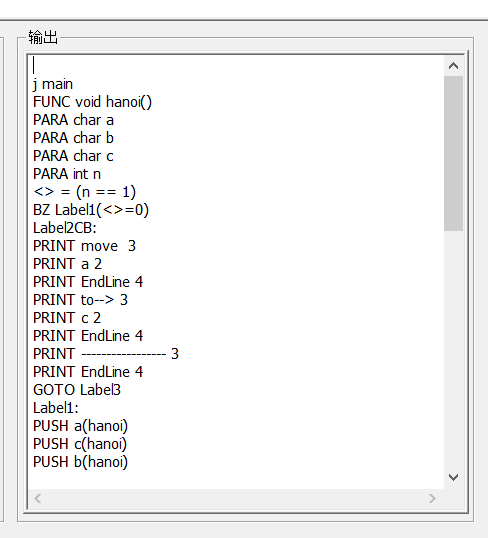 输出
j main
FUNC void hanoi()
PARA char a
PARA char b
PARA char c
PARA int n
<> = (n == 1)
BZ Label1(<>=0)
Label2CB:
PRINT move  3
PRINT a 2
PRINT EndLine 4
PRINT to--> 3
PRINT c 2
PRINT EndLine 4
PRINT ----------------- 3
PRINT EndLine 4
GOTO Label3
Label1:
PUSH a(hanoi)
PUSH c(hanoi)
PUSH b(hanoi)